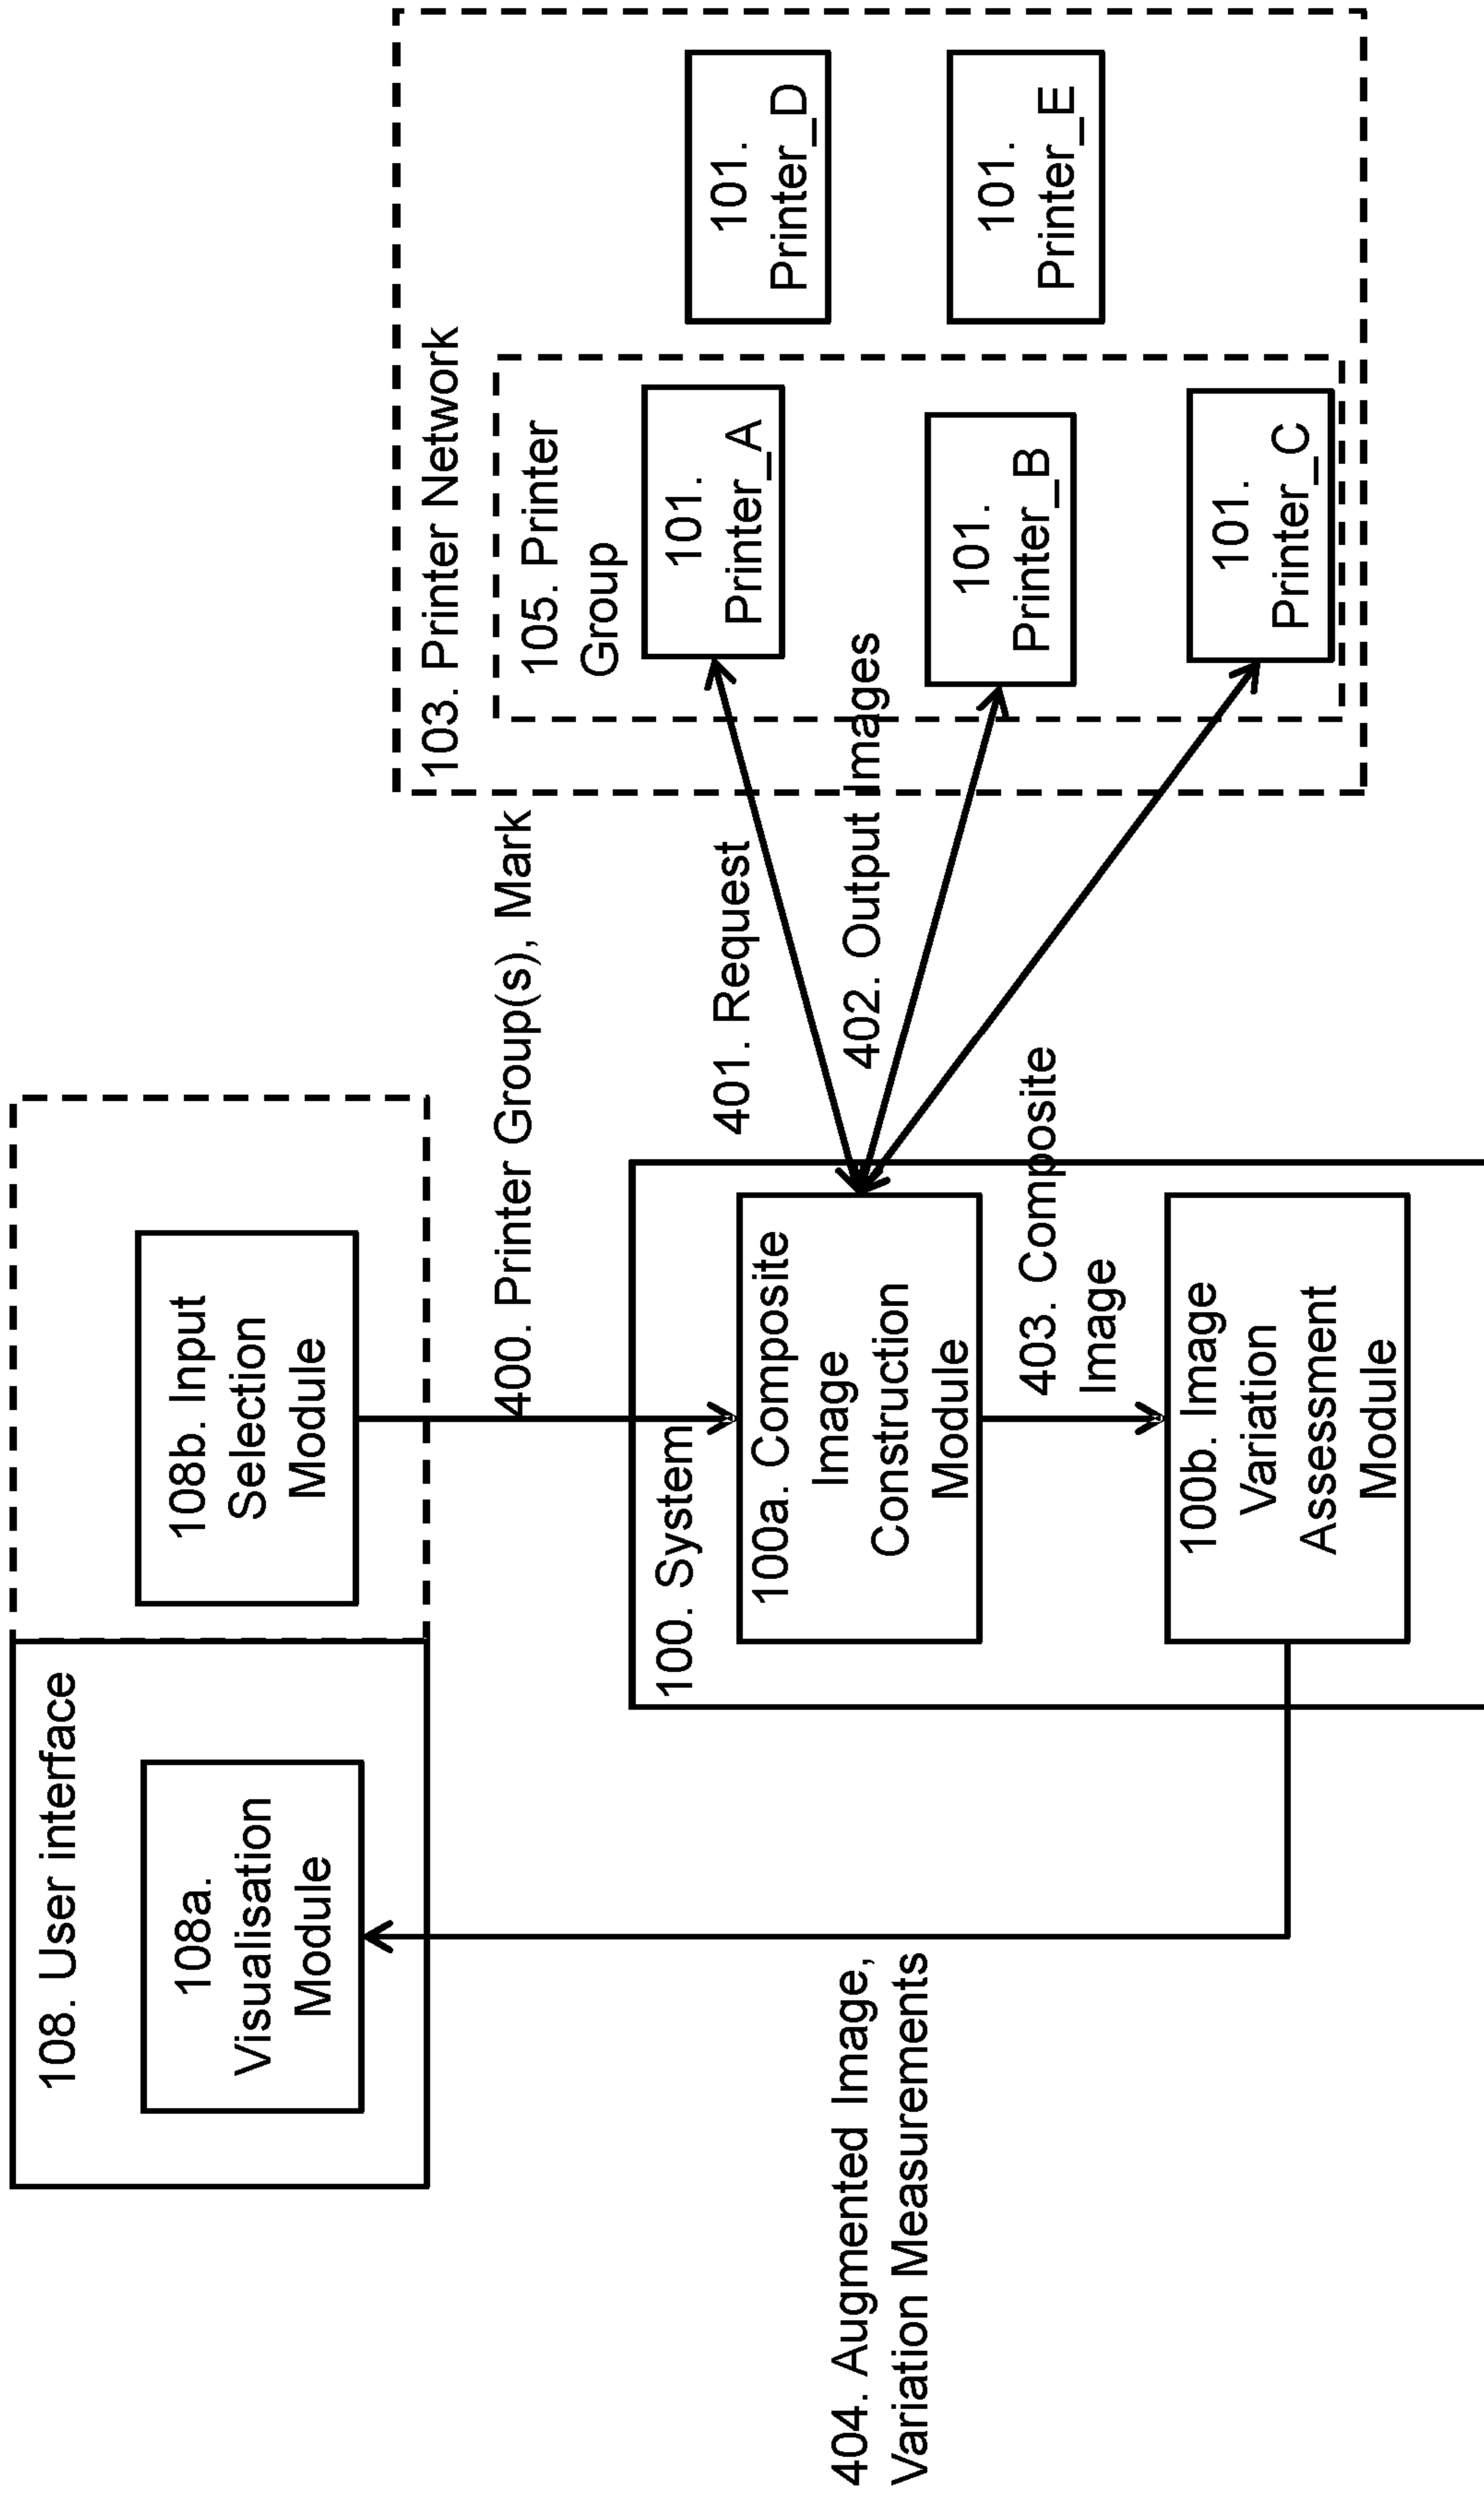 108. User interface
108a.
Visualisation
Module
108b. Input
Selection
Module
400. Printer Group(s), Mark
103. Printer Network
105. Printer
Group
101.
Printer_A
101.
Printer_B
101.
Printer_C
101.
Printer_D
101.
Printer_E
401. Request
402. Output Images
100. System
100a. Composite
Image
Construction
Module
403. Composite
Image
100b. Image
Variation
Assessment
Module
404. Augmented Image,
Variation Measurements